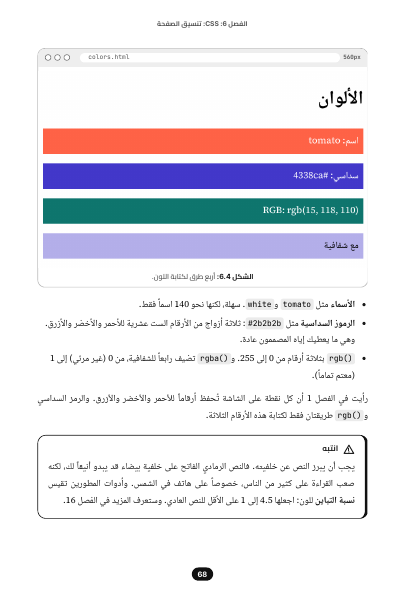 الفصل 6: CSS: تنسيق الصفحة
colors.html
560px
الألوان
اسم: tomato
سداسي: #4338ca
RGB: rgb(15, 118, 110)
مع شفافية
الشكل 6.4: أربع طرق لكتابة اللون.
• الأسماء مثل tomato و white. سهلة، لكنها نحو 140 اسماً فقط.
• الرموز السداسية مثل #2b2b2b: ثلاثة أزواج من الأرقام الست عشرية للأحمر والأخضر والأزرق.
وهي ما يعطيك إياه المصممون عادة.
• rgb() بثلاثة أرقام من 0 إلى 255. و rgba() تضيف رابعاً للشفافية، من 0 (غير مرئي) إلى 1
(معتم تماماً).
رأيت في الفصل 1 أن كل نقطة على الشاشة تُحفظ أرقاماً للأحمر والأخضر والأزرق. والرمز السداسي
و rgb() طريقتان فقط لكتابة هذه الأرقام الثلاثة.
انتبه
يجب أن يبرز النص عن خلفيته. فالنص الرمادي الفاتح على خلفية بيضاء قد يبدو أنيقاً لك، لكنه
صعب القراءة على كثير من الناس، خصوصاً على هاتف في الشمس. وأدوات المطورين تقيس
نسبة التباين للون؛ اجعلها 4.5 إلى 1 على الأقل للنص العادي. وستعرف المزيد في الفصل 16.
68